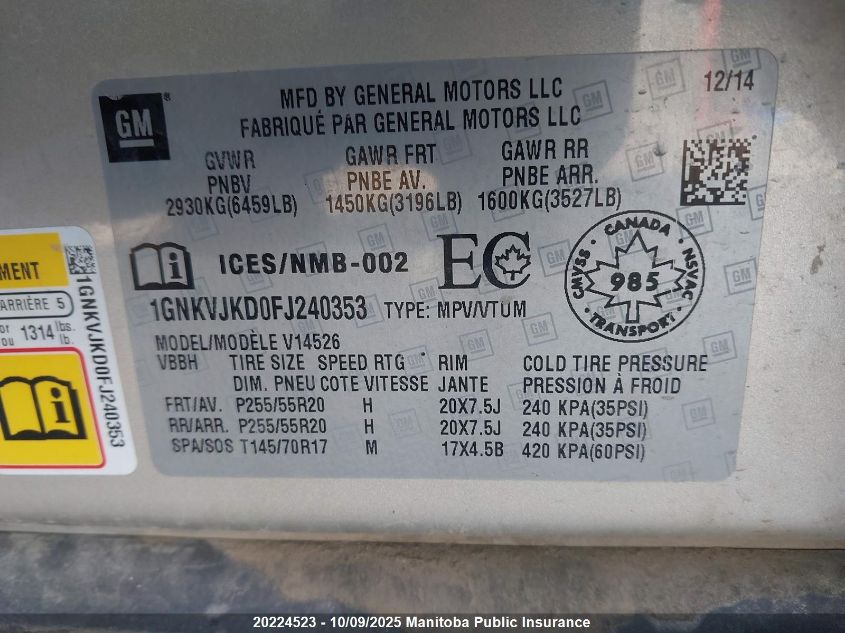 GM
MFD BY GENERAL MOTORS LLC
FABRIQUÉ PAR GENERAL MOTORS LLC
12/14
GVWR GAWR FRT GAWR RR
PNBV PNBE AV. PNBE ARR.
2930KG(6459LB) 1450KG(3196LB) 1600KG(3527LB)
ICES/NMB-002 EC
CANADA
CMVSS 985 NSVAC
TRANSPORT
1GNKVJKD0FJ240353 TYPE: MPV/VTUM
MODEL/MODÈLE V14526
VBBH TIRE SIZE SPEED RTG RIM COLD TIRE PRESSURE
DIM. PNEU COTE VITESSE JANTE PRESSION À FROID
FRT/AV. P255/55R20 H 20X7.5J 240 KPA(35PSI)
RR/ARR. P255/55R20 H 20X7.5J 240 KPA(35PSI)
SPA/SOS T145/70R17 M 17X4.5B 420 KPA(60PSI)
EMENT
ARRIÈRE 5
or 1314 lbs.
ou lb.
1GNKVJKD0FJ240353
20224523 - 10/09/2025 Manitoba Public Insurance